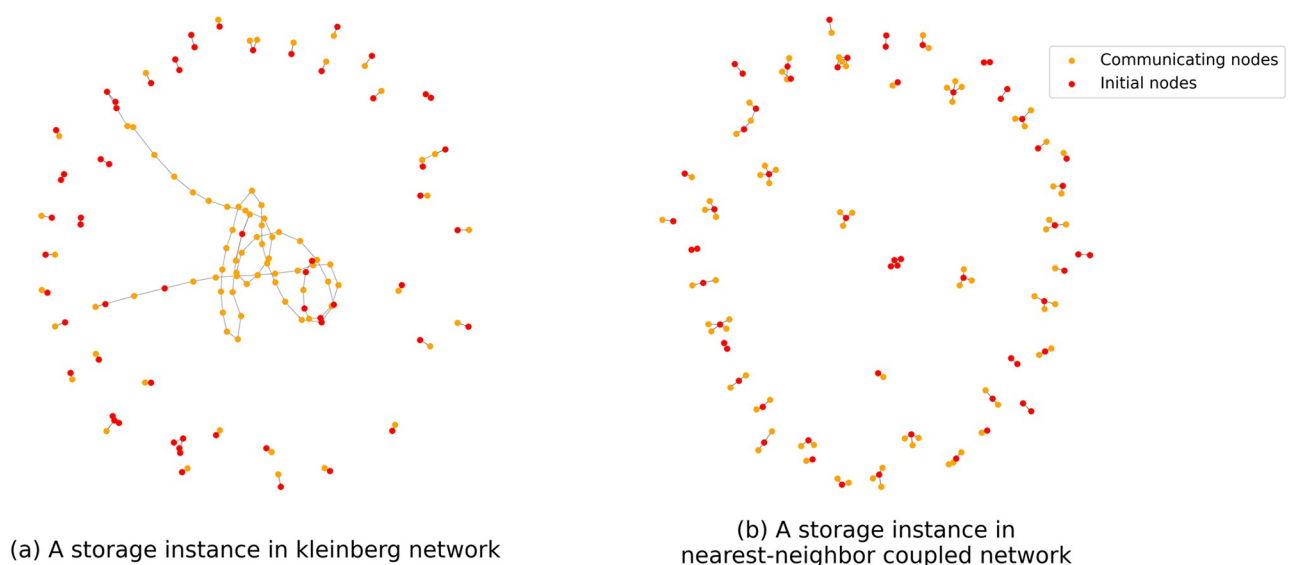 Communicating nodes
Initial nodes
(a) A storage instance in kleinberg network
(b) A storage instance in
nearest-neighbor coupled network